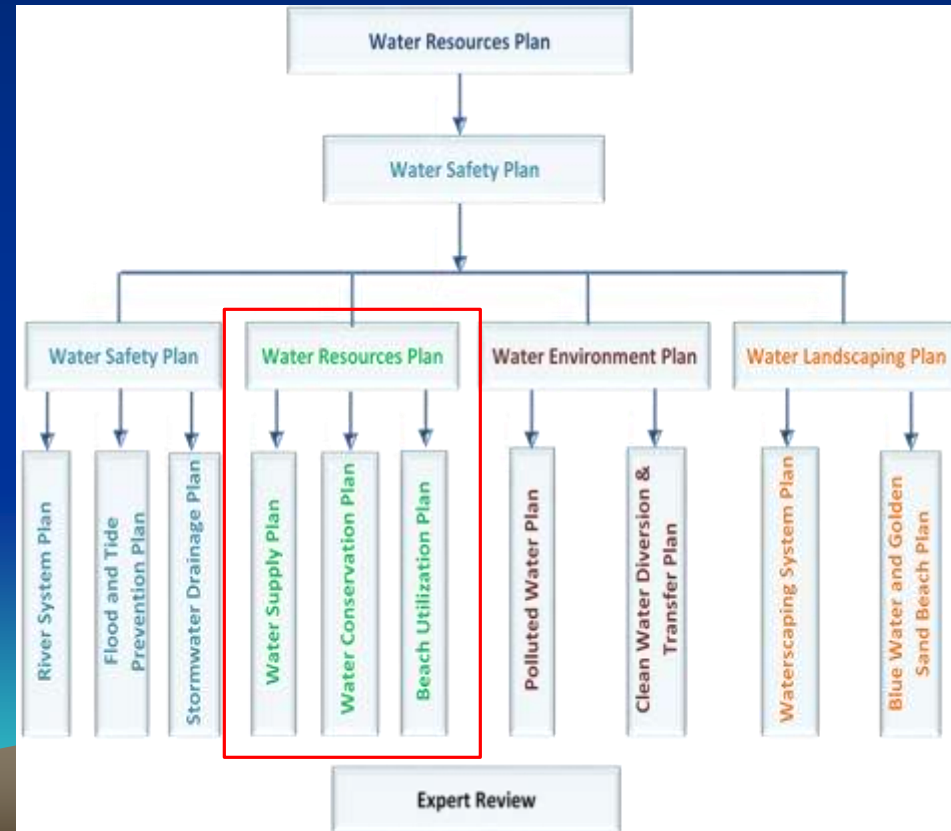 Water Resources Plan
Water Safety Plan
Water Safety Plan
Water Resources Plan
Water Environment Plan
Water Landscaping Plan
River System Plan
Flood and Tide
Prevention Plan
Stormwater Drainage Plan
Water Supply Plan
Water Conservation Plan
Beach Utilization Plan
Polluted Water Plan
Clean Water Diversion &
Transfer Plan
Waterscaping System Plan
Blue Water and Golden
Sand Beach Plan
Expert Review